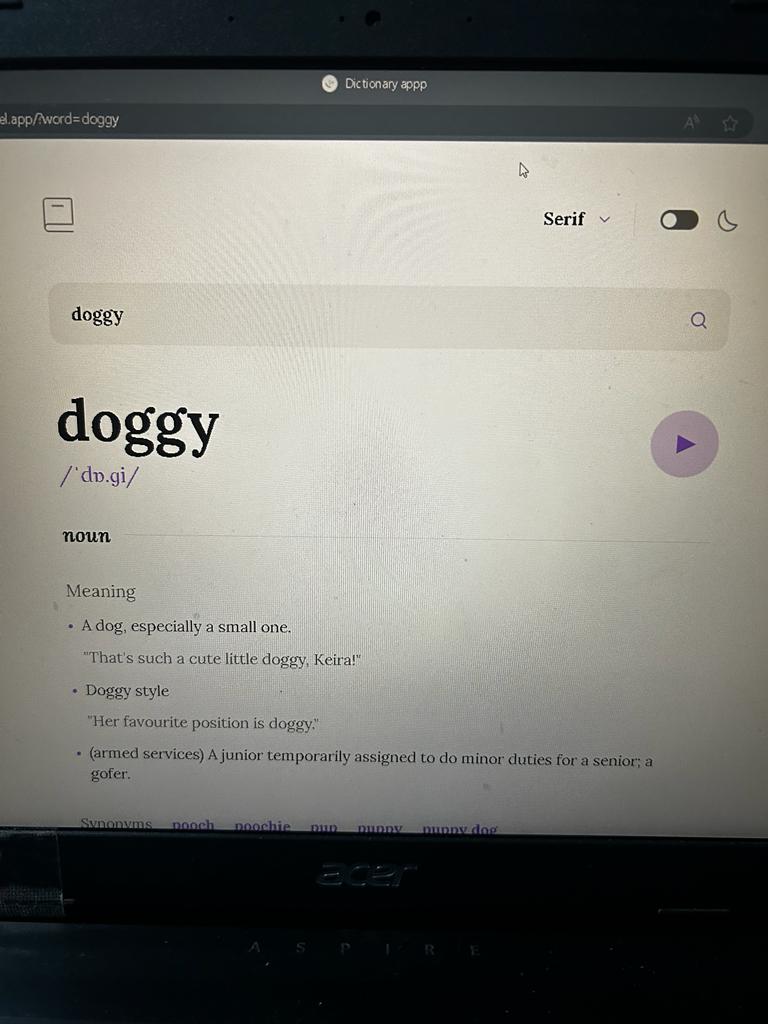 Dictionary appp
el.app/?word=doggy
Serif
doggy
doggy
/ˈdɒ.gi/
noun
Meaning
• A dog, especially a small one.
"That's such a cute little doggy, Keira!"
• Doggy style
"Her favourite position is doggy."
• (armed services) A junior temporarily assigned to do minor duties for a senior; a
gofer.
Synonyms pooch poochie pup puppy puppy dog
acer
ASPIRE